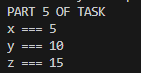 PART 5 OF TASK
x === 5
y === 10
z === 15